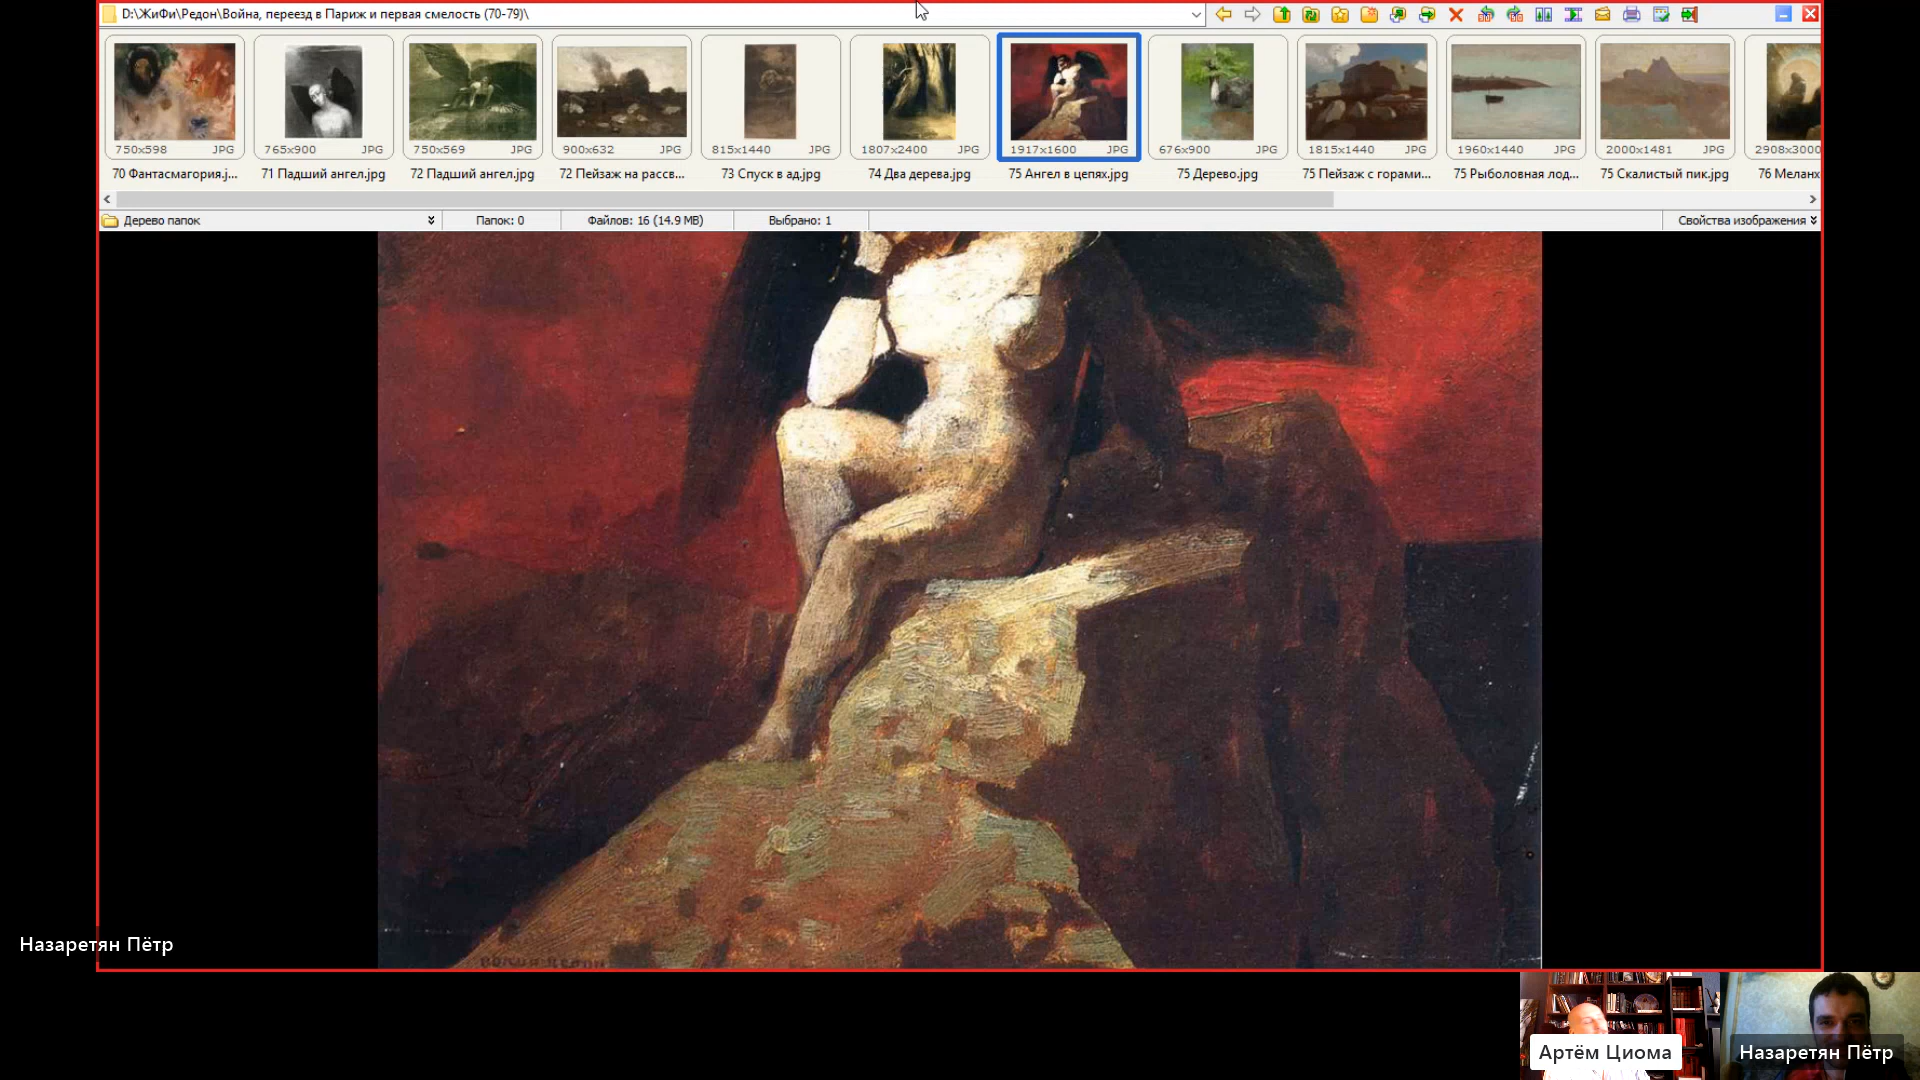 D:\ЖиФи\Редон\Война, переезд в Париж и первая смелость (70-79)\
750x598 JPG
765x900 JPG
750x569 JPG
900x632 JPG
815x1440 JPG
1807x2400 JPG
1917x1600 JPG
676x900 JPG
1815x1440 JPG
1960x1440 JPG
2000x1481 JPG
2908x3000
70 Фантасмагория.j...
71 Падший ангел.jpg
72 Падший ангел.jpg
72 Пейзаж на рассв...
73 Спуск в ад.jpg
74 Два дерева.jpg
75 Ангел в цепях.jpg
75 Дерево.jpg
75 Пейзаж с горами...
75 Рыболовная лод...
75 Скалистый пик.jpg
76 Меланх
Дерево папок
Папок: 0
Файлов: 16 (14.9 MB)
Выбрано: 1
Свойства изображения
ODILON REDON
Назаретян Пётр
Артём Циома
Назаретян Пётр